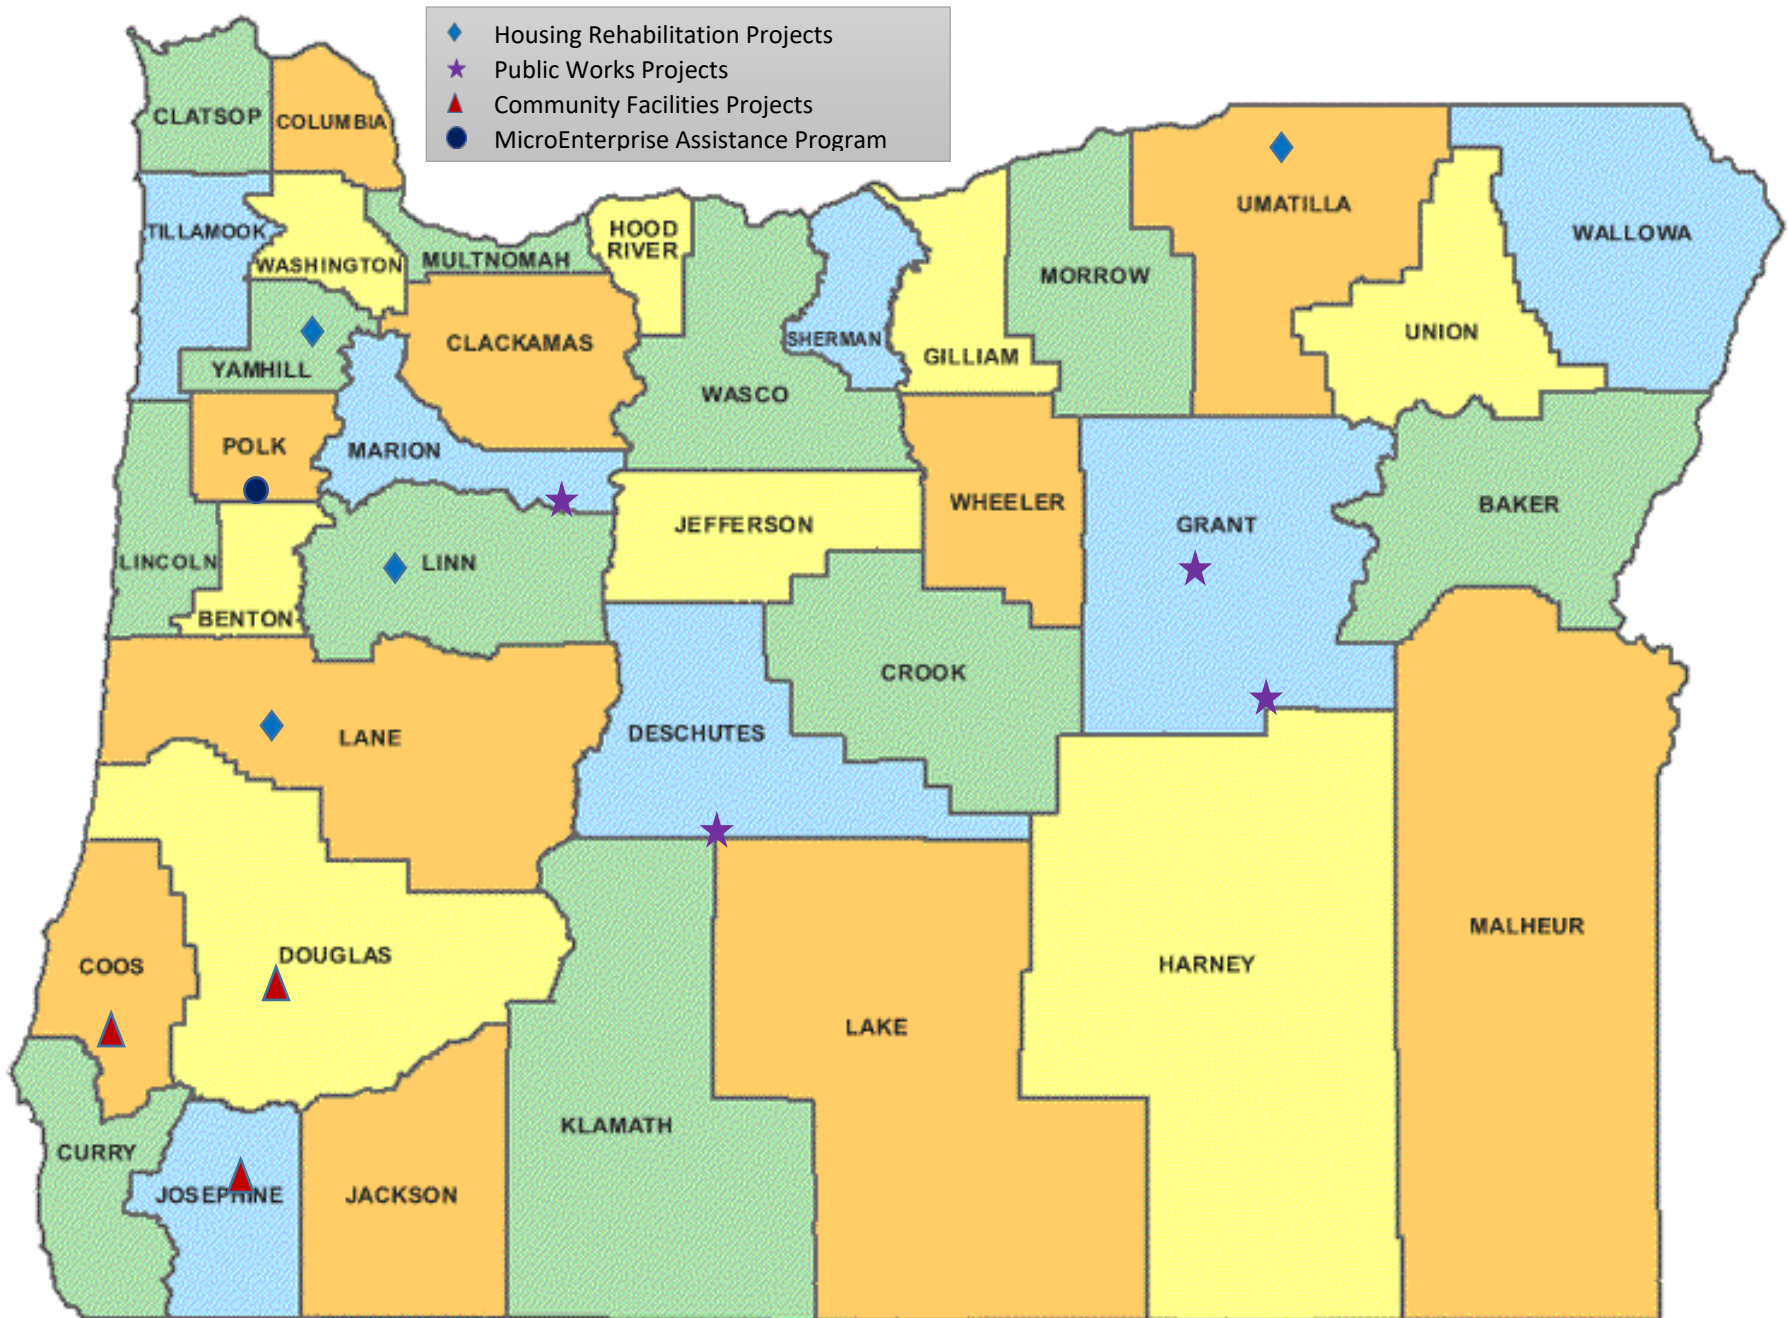 Housing Rehabilitation Projects
Public Works Projects
Community Facilities Projects
MicroEnterprise Assistance Program
CLATSOP
COLUMBIA
TILLAMOOK
WASHINGTON
MULTNOMAH
HOOD
RIVER
SHERMAN
GILLIAM
MORROW
UMATILLA
UNION
WALLOWA
YAMHILL
CLACKAMAS
WASCO
POLK
MARION
JEFFERSON
WHEELER
GRANT
BAKER
LINCOLN
BENTON
LINN
CROOK
LANE
DESCHUTES
COOS
DOUGLAS
LAKE
HARNEY
MALHEUR
CURRY
JOSEPHINE
JACKSON
KLAMATH